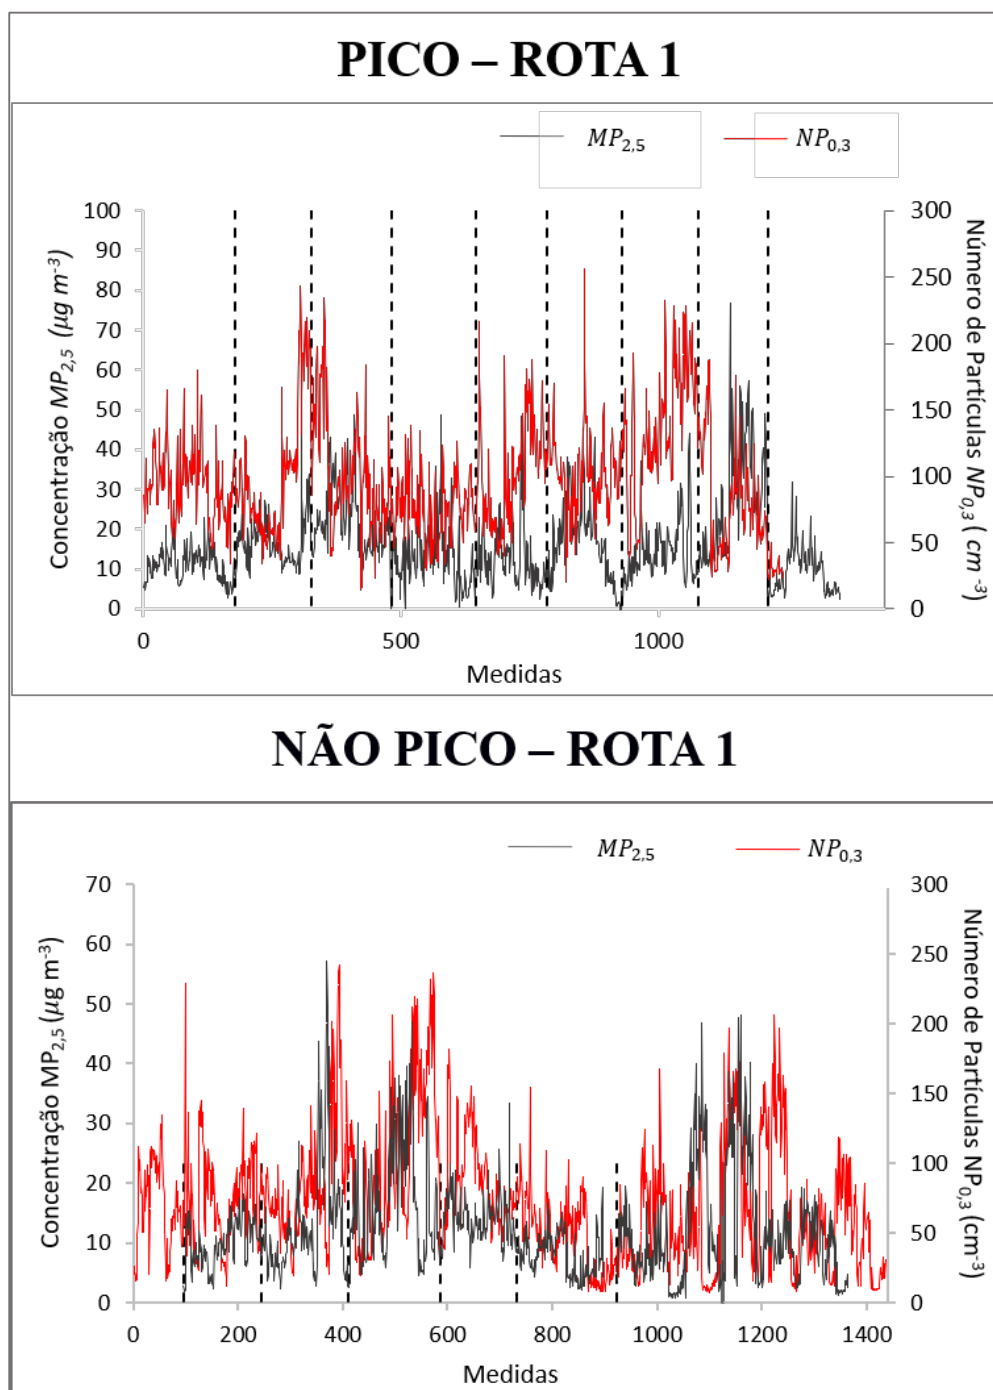 PICO – ROTA 1
MP2,5 NP0,3
Concentração MP2,5 (μg m-3)
100
90
80
70
60
50
40
30
20
10
0
300
250
200
150
100
50
0
Número de Partículas NP0,3 ( cm-3)
0 500 1000
Medidas
NÃO PICO – ROTA 1
MP2,5 NP0,3
Concentração MP2,5 (μg m-3)
70
60
50
40
30
20
10
0
300
250
200
150
100
50
0
Número de Partículas NP0,3 (cm-3)
0 200 400 600 800 1000 1200 1400
Medidas